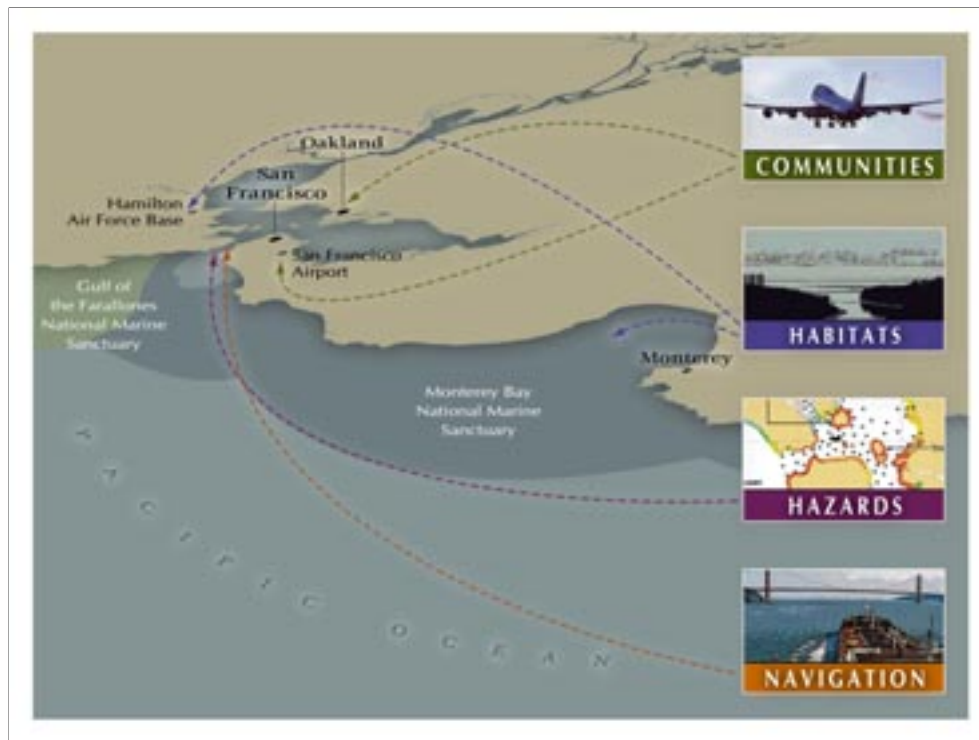 COMMUNITIES
Oakland
San
Francisco
Hamilton
Air Force Base
San Francisco
Airport
Gulf of
the Farallones
National Marine
Sanctuary
HABITATS
Monterey
Monterey Bay
National Marine
Sanctuary
HAZARDS
PACIFIC OCEAN
NAVIGATION